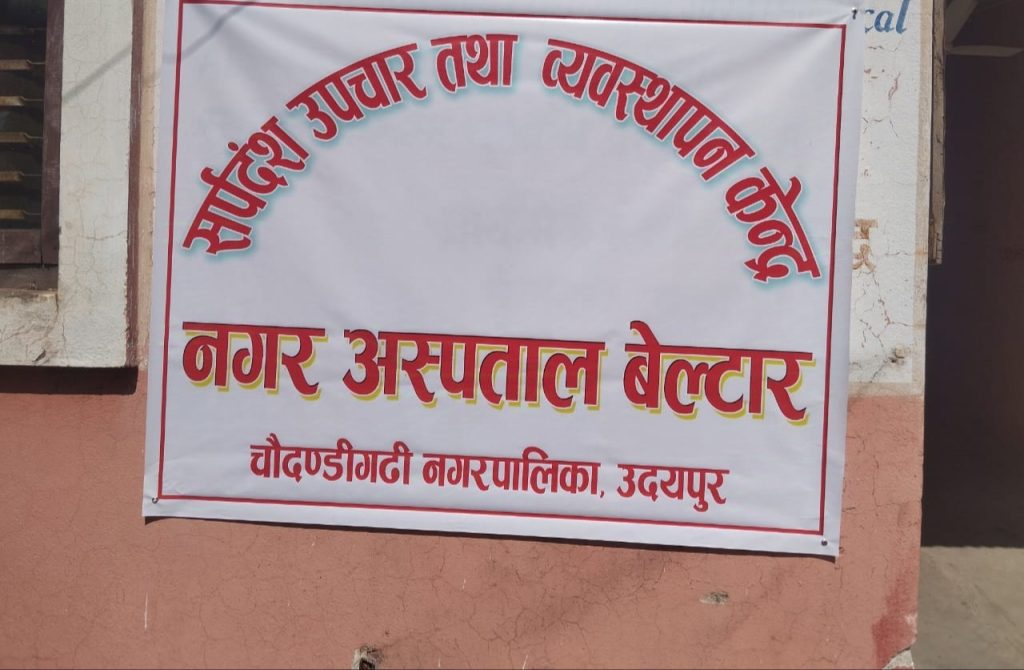 सर्पदंश उपचार तथा व्यवस्थापन केन्द्र
नगर अस्पताल बेल्टार
चौदण्डीगढी नगरपालिका, उदयपुर